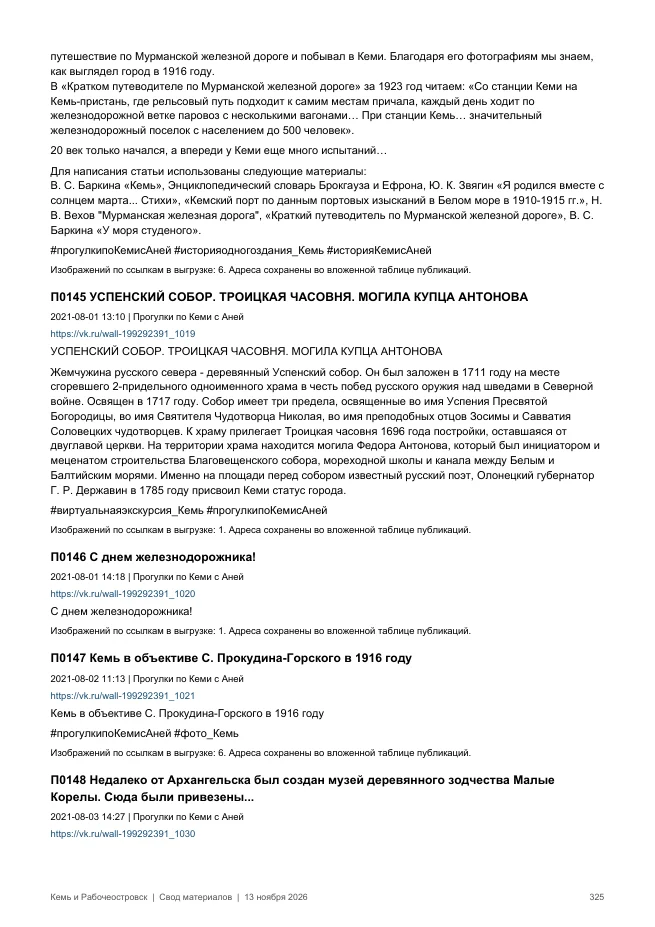 путешествие по Мурманской железной дороге и побывал в Кеми. Благодаря его фотографиям мы знаем,
как выглядел город в 1916 году.
В «Кратком путеводителе по Мурманской железной дороге» за 1923 год читаем: «Со станции Кеми на
Кемь-пристань, где рельсовый путь подходит к самим местам причала, каждый день ходит по
железнодорожной ветке паровоз с несколькими вагонами… При станции Кемь… значительный
железнодорожный поселок с населением до 500 человек».
20 век только начался, а впереди у Кеми еще много испытаний…
Для написания статьи использованы следующие материалы:
В. С. Баркина «Кемь», Энциклопедический словарь Брокгауза и Ефрона, Ю. К. Звягин «Я родился вместе с
солнцем марта... Стихи», «Кемский порт по данным портовых изысканий в Белом море в 1910-1915 гг.», Н.
В. Вехов "Мурманская железная дорога", «Краткий путеводитель по Мурманской железной дороге», В. С.
Баркина «У моря студеного».
#прогулкипоКемисАней #историяодногоздания_Кемь #историяКемисАней
Изображений по ссылкам в выгрузке: 6. Адреса сохранены во вложенной таблице публикаций.
П0145 УСПЕНСКИЙ СОБОР. ТРОИЦКАЯ ЧАСОВНЯ. МОГИЛА КУПЦА АНТОНОВА
2021-08-01 13:10 | Прогулки по Кеми с Аней
https://vk.ru/wall-199292391_1019
УСПЕНСКИЙ СОБОР. ТРОИЦКАЯ ЧАСОВНЯ. МОГИЛА КУПЦА АНТОНОВА
Жемчужина русского севера - деревянный Успенский собор. Он был заложен в 1711 году на месте
сгоревшего 2-придельного одноименного храма в честь побед русского оружия над шведами в Северной
войне. Освящен в 1717 году. Собор имеет три предела, освященные во имя Успения Пресвятой
Богородицы, во имя Святителя Чудотворца Николая, во имя преподобных отцов Зосимы и Савватия
Соловецких чудотворцев. К храму прилегает Троицкая часовня 1696 года постройки, оставшаяся от
двуглавой церкви. На территории храма находится могила Федора Антонова, который был инициатором и
меценатом строительства Благовещенского собора, мореходной школы и канала между Белым и
Балтийским морями. Именно на площади перед собором известный русский поэт, Олонецкий губернатор
Г. Р. Державин в 1785 году присвоил Кеми статус города.
#виртуальнаяэкскурсия_Кемь #прогулкипоКемисАней
Изображений по ссылкам в выгрузке: 1. Адреса сохранены во вложенной таблице публикаций.
П0146 С днем железнодорожника!
2021-08-01 14:18 | Прогулки по Кеми с Аней
https://vk.ru/wall-199292391_1020
С днем железнодорожника!
Изображений по ссылкам в выгрузке: 1. Адреса сохранены во вложенной таблице публикаций.
П0147 Кемь в объективе С. Прокудина-Горского в 1916 году
2021-08-02 11:13 | Прогулки по Кеми с Аней
https://vk.ru/wall-199292391_1021
Кемь в объективе С. Прокудина-Горского в 1916 году
#прогулкипоКемисАней #фото_Кемь
Изображений по ссылкам в выгрузке: 6. Адреса сохранены во вложенной таблице публикаций.
П0148 Недалеко от Архангельска был создан музей деревянного зодчества Малые
Корелы. Сюда были привезены...
2021-08-03 14:27 | Прогулки по Кеми с Аней
https://vk.ru/wall-199292391_1030
Кемь и Рабочеостровск | Свод материалов | 13 ноября 2026
325